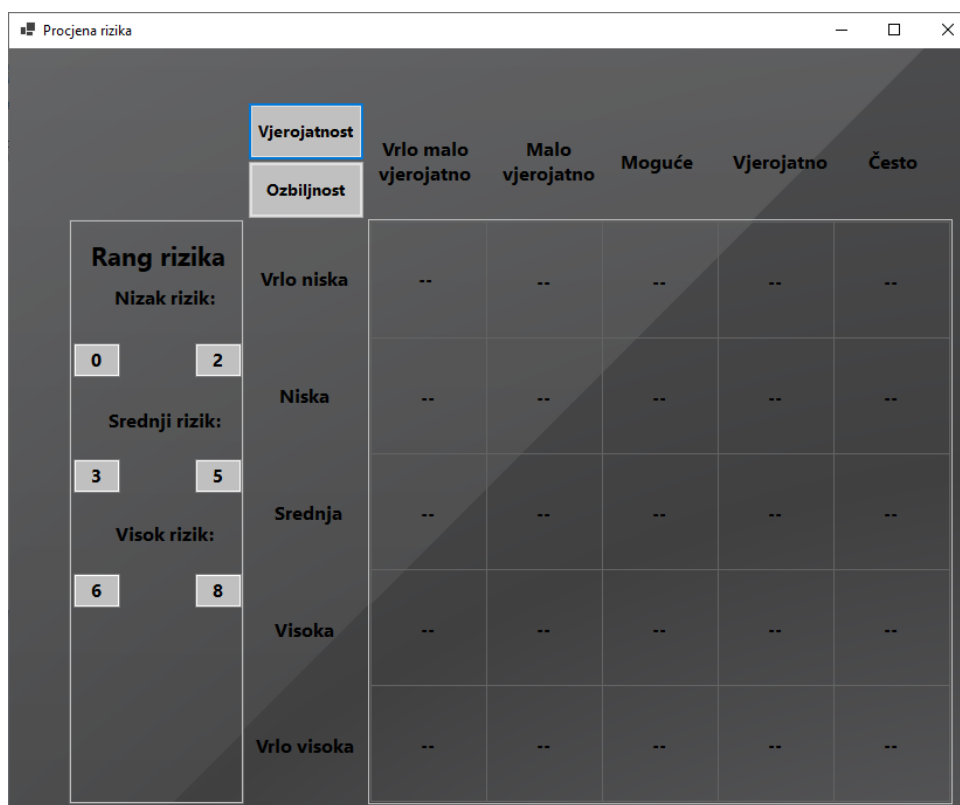 Procjena rizika
Vjerojatnost
Ozbiljnost
Vrlo malo
vjerojatno
Malo
vjerojatno
Moguće
Vjerojatno
Često
Rang rizika
Nizak rizik:
0 2
Srednji rizik:
3 5
Visok rizik:
6 8
Vrlo niska -- -- -- -- --
Niska -- -- -- -- --
Srednja -- -- -- -- --
Visoka -- -- -- -- --
Vrlo visoka -- -- -- -- --